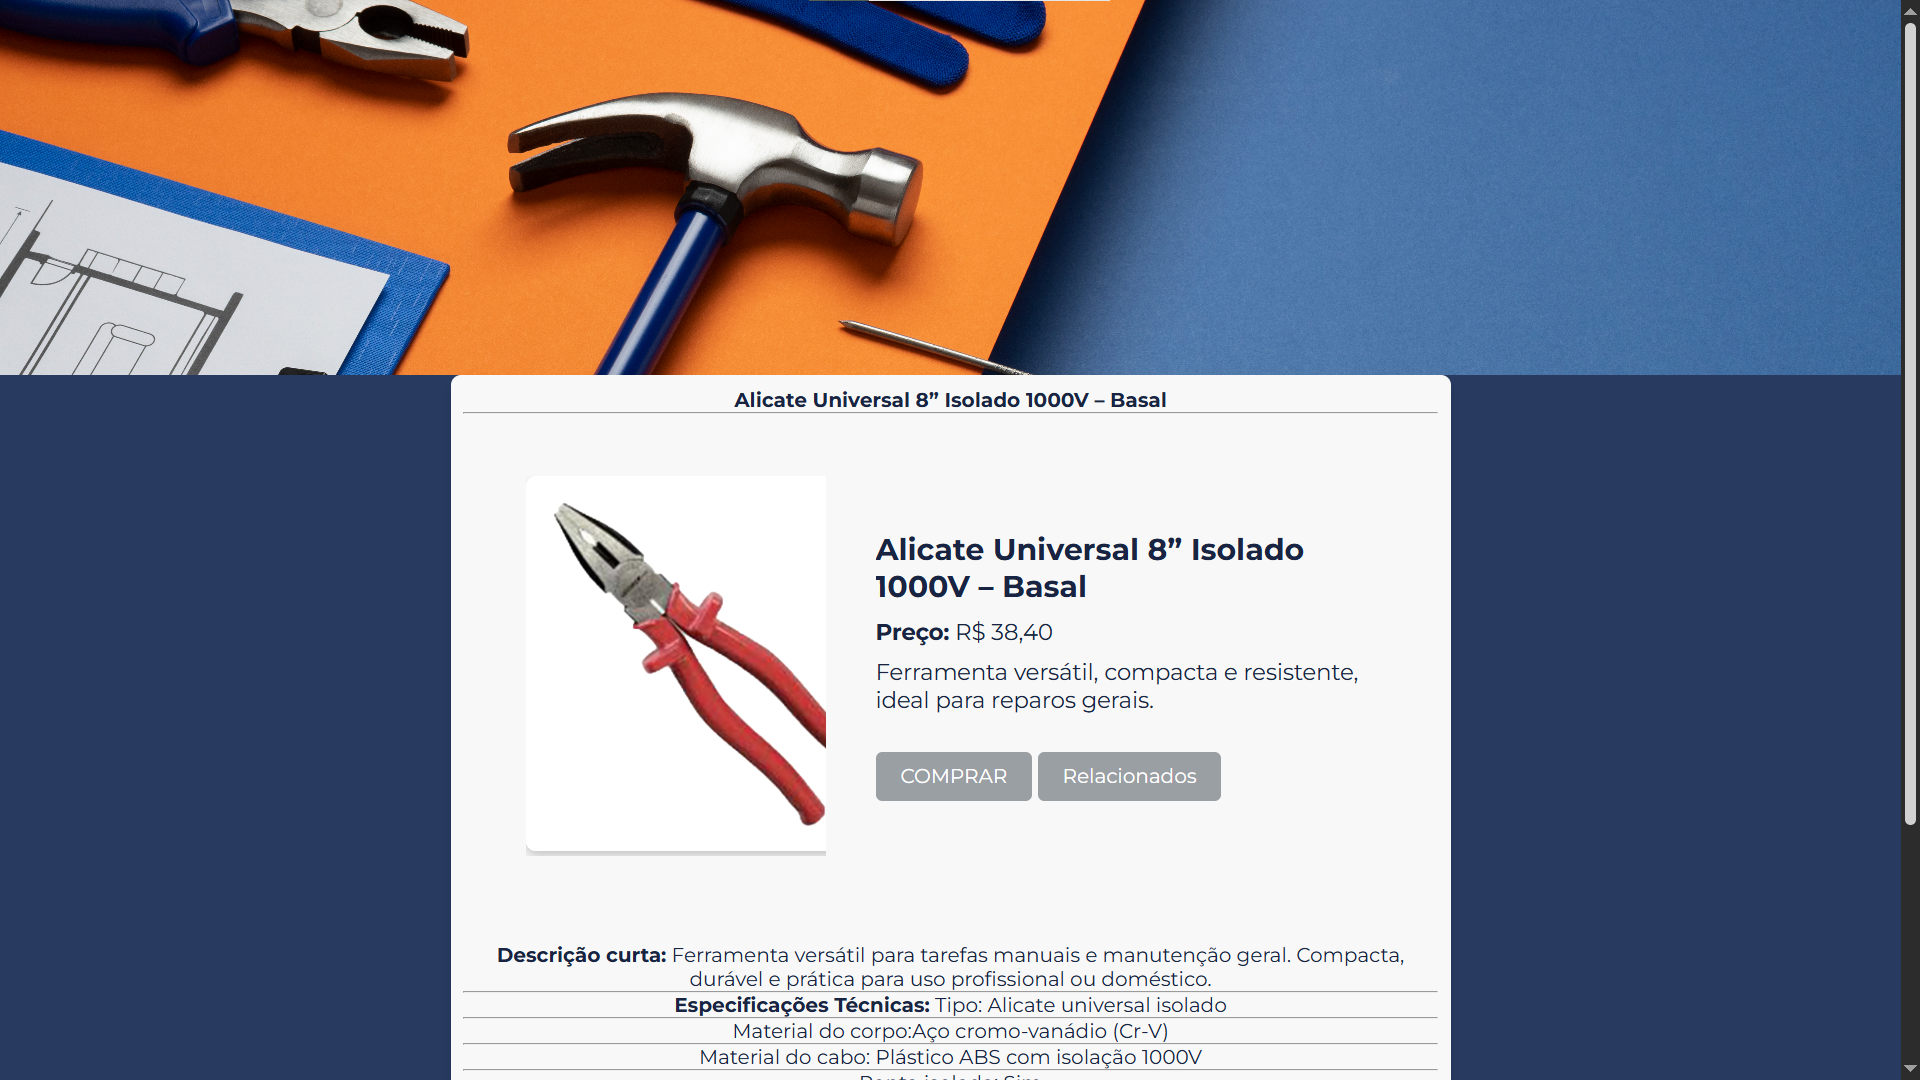 Alicate Universal 8” Isolado 1000V – Basal
Alicate Universal 8” Isolado
1000V – Basal
Preço: R$ 38,40
Ferramenta versátil, compacta e resistente,
ideal para reparos gerais.
COMPRAR
Relacionados
Descrição curta: Ferramenta versátil para tarefas manuais e manutenção geral. Compacta,
durável e prática para uso profissional ou doméstico.
Especificações Técnicas: Tipo: Alicate universal isolado
Material do corpo:Aço cromo-vanádio (Cr-V)
Material do cabo: Plástico ABS com isolação 1000V